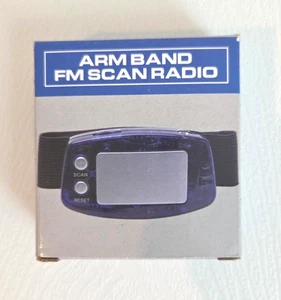 ARM BAND
FM SCAN RADIO
SCAN
RESET